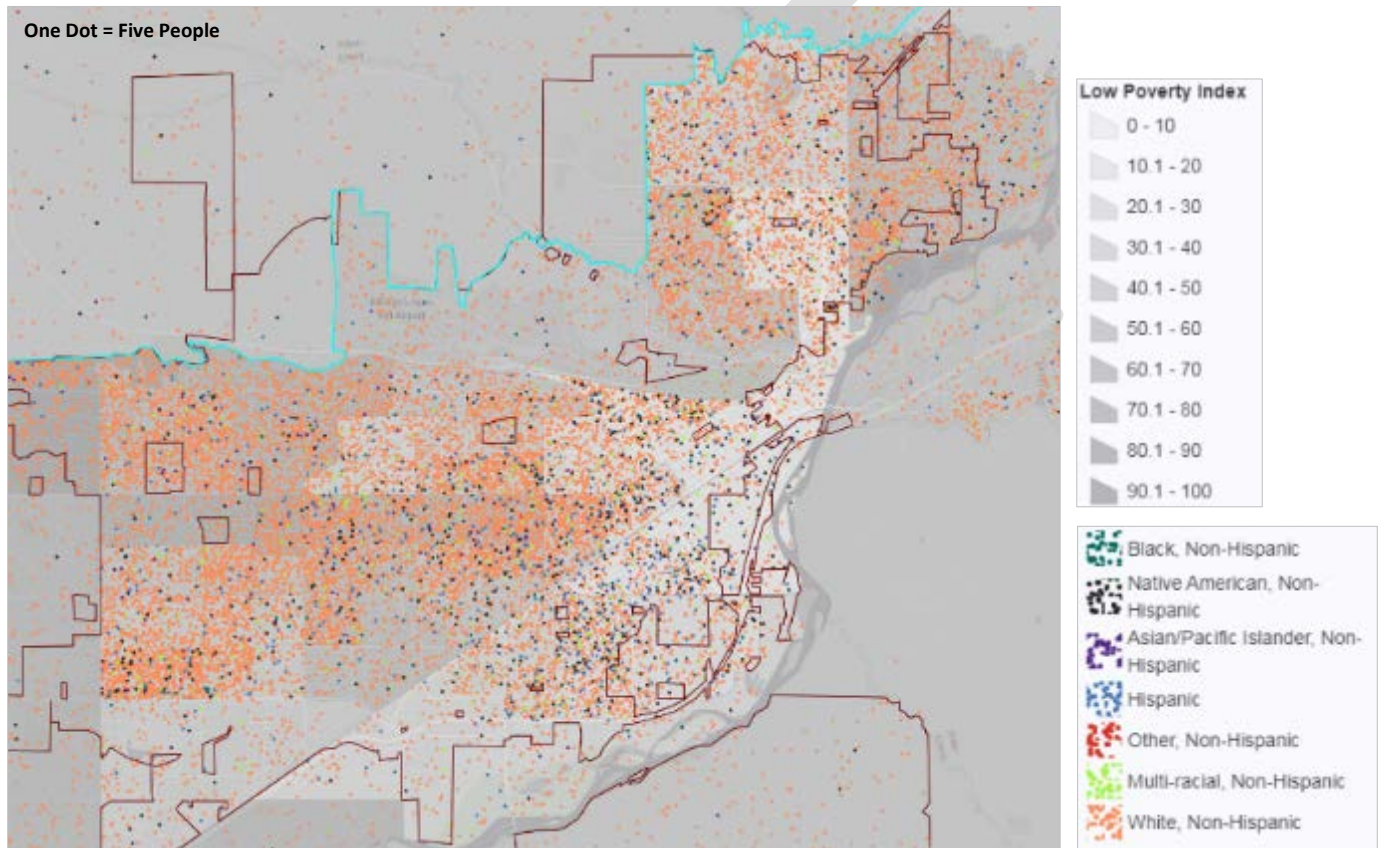 One Dot = Five People
Low Poverty Index
0 - 10
10.1 - 20
20.1 - 30
30.1 - 40
40.1 - 50
50.1 - 60
60.1 - 70
70.1 - 80
80.1 - 90
90.1 - 100
Black, Non-Hispanic
Native American, Non-
Hispanic
Asian/Pacific Islander, Non-
Hispanic
Hispanic
Other, Non-Hispanic
Multi-racial, Non-Hispanic
White, Non-Hispanic